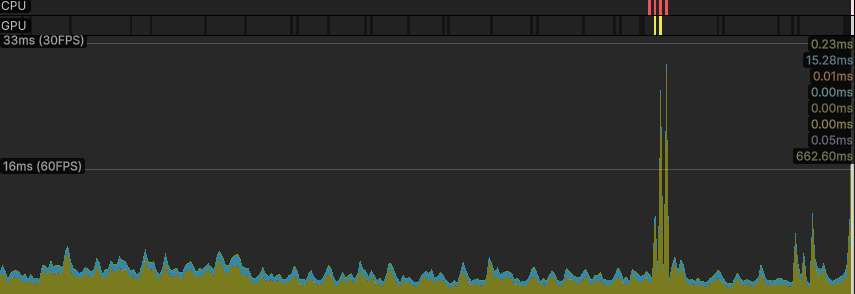 CPU
GPU
33ms (30FPS)
0.23ms
15.28ms
0.01ms
0.00ms
0.00ms
0.00ms
0.05ms
662.60ms
16ms (60FPS)